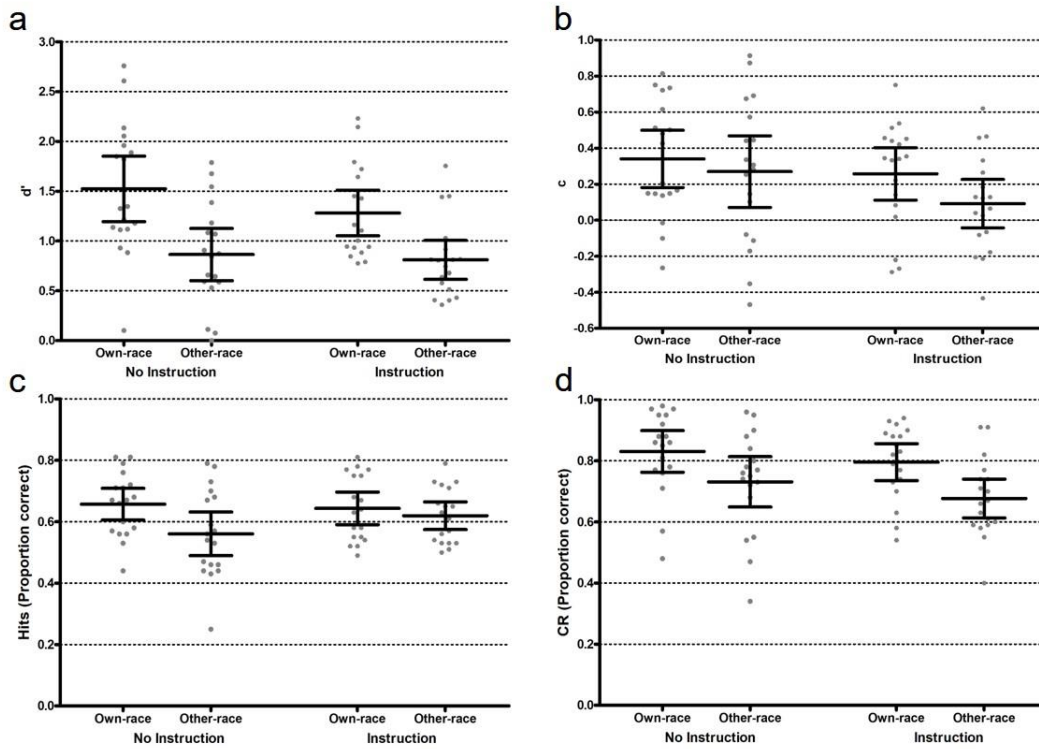 a
3.0
2.5
2.0
1.5
1.0
0.5
0.0
d'
Own-race Other-race Own-race Other-race
No Instruction Instruction
b
1.0
0.8
0.6
0.4
0.2
0.0
-0.2
-0.4
-0.6
c
Own-race Other-race Own-race Other-race
No Instruction Instruction
c
1.0
0.8
0.6
0.4
0.2
0.0
Hits (Proportion correct)
Own-race Other-race Own-race Other-race
No Instruction Instruction
d
1.0
0.8
0.6
0.4
0.2
0.0
CR (Proportion correct)
Own-race Other-race Own-race Other-race
No Instruction Instruction